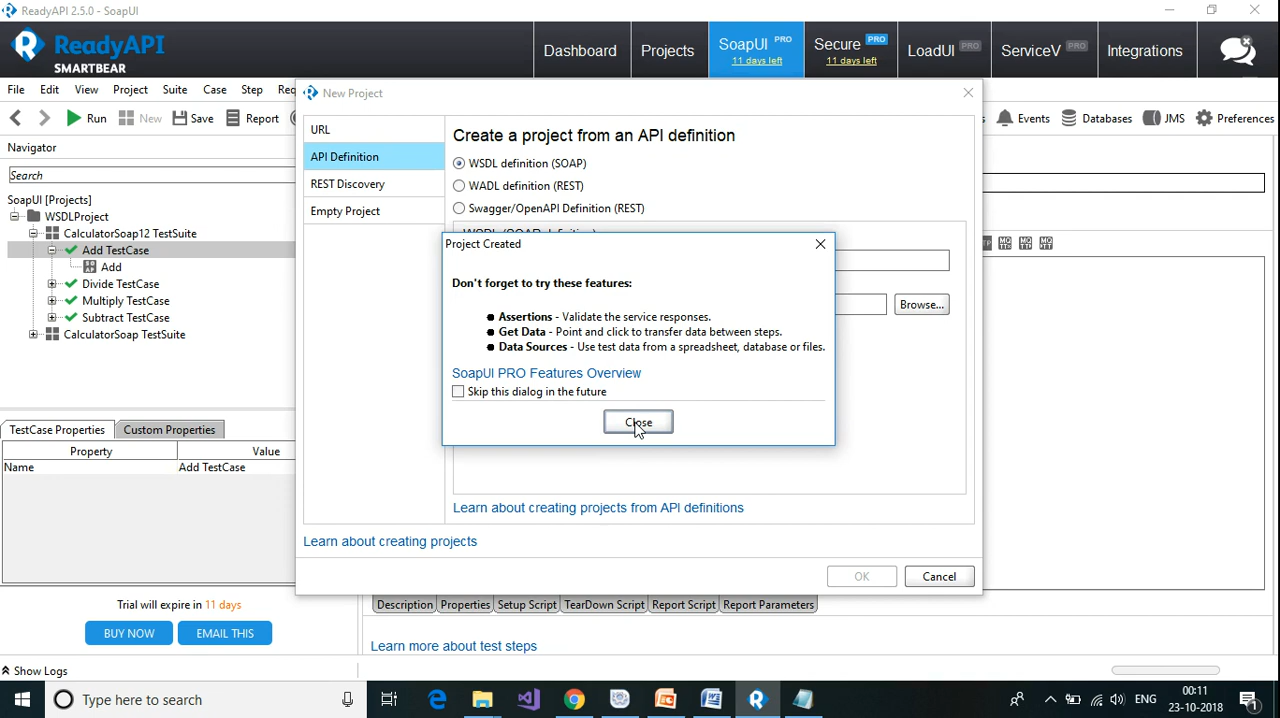 ReadyAPI 2.5.0 - SoapUI
ReadyAPI
SMARTBEAR
Dashboard
Projects
SoapUI PRO
11 days left
Secure PRO
11 days left
LoadUI PRO
ServiceV PRO
Integrations
File Edit View Project Suite Case Step
Run New Save Report
Events Databases JMS Preferences
Navigator
Search
SoapUI [Projects]
WSDLProject
CalculatorSoap12 TestSuite
Add TestCase
Add
Divide TestCase
Multiply TestCase
Subtract TestCase
CalculatorSoap TestSuite
TestCase Properties Custom Properties
Property Value
Name Add TestCase
Trial will expire in 11 days
BUY NOW EMAIL THIS
Show Logs
New Project
URL
API Definition
REST Discovery
Empty Project
Create a project from an API definition
WSDL definition (SOAP)
WADL definition (REST)
Swagger/OpenAPI Definition (REST)
Browse...
Project Created
Don't forget to try these features:
Assertions - Validate the service responses.
Get Data - Point and click to transfer data between steps.
Data Sources - Use test data from a spreadsheet, database or files.
SoapUI PRO Features Overview
Skip this dialog in the future
Close
Learn about creating projects from API definitions
Learn about creating projects
OK Cancel
Description Properties Setup Script TearDown Script Report Script Report Parameters
Learn more about test steps
Type here to search
ENG
00:11
23-10-2018
1